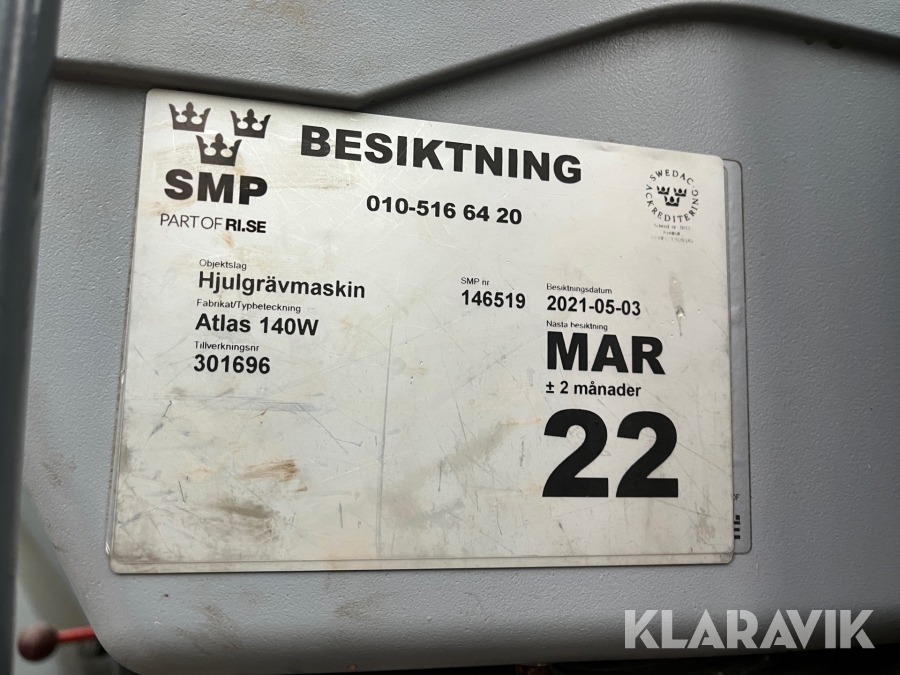 BESIKTNING
010-516 64 20
SMP
PART OF RI.SE
SWEDAC
ACKREDITERING
Objektslag
Hjulgrävmaskin
Fabrikat/Typbeteckning
Atlas 140W
Tillverkningsnr
301696
SMP nr
146519
Besiktningsdatum
2021-05-03
Nästa besiktning
MAR
± 2 månader
22
KLARAVIK